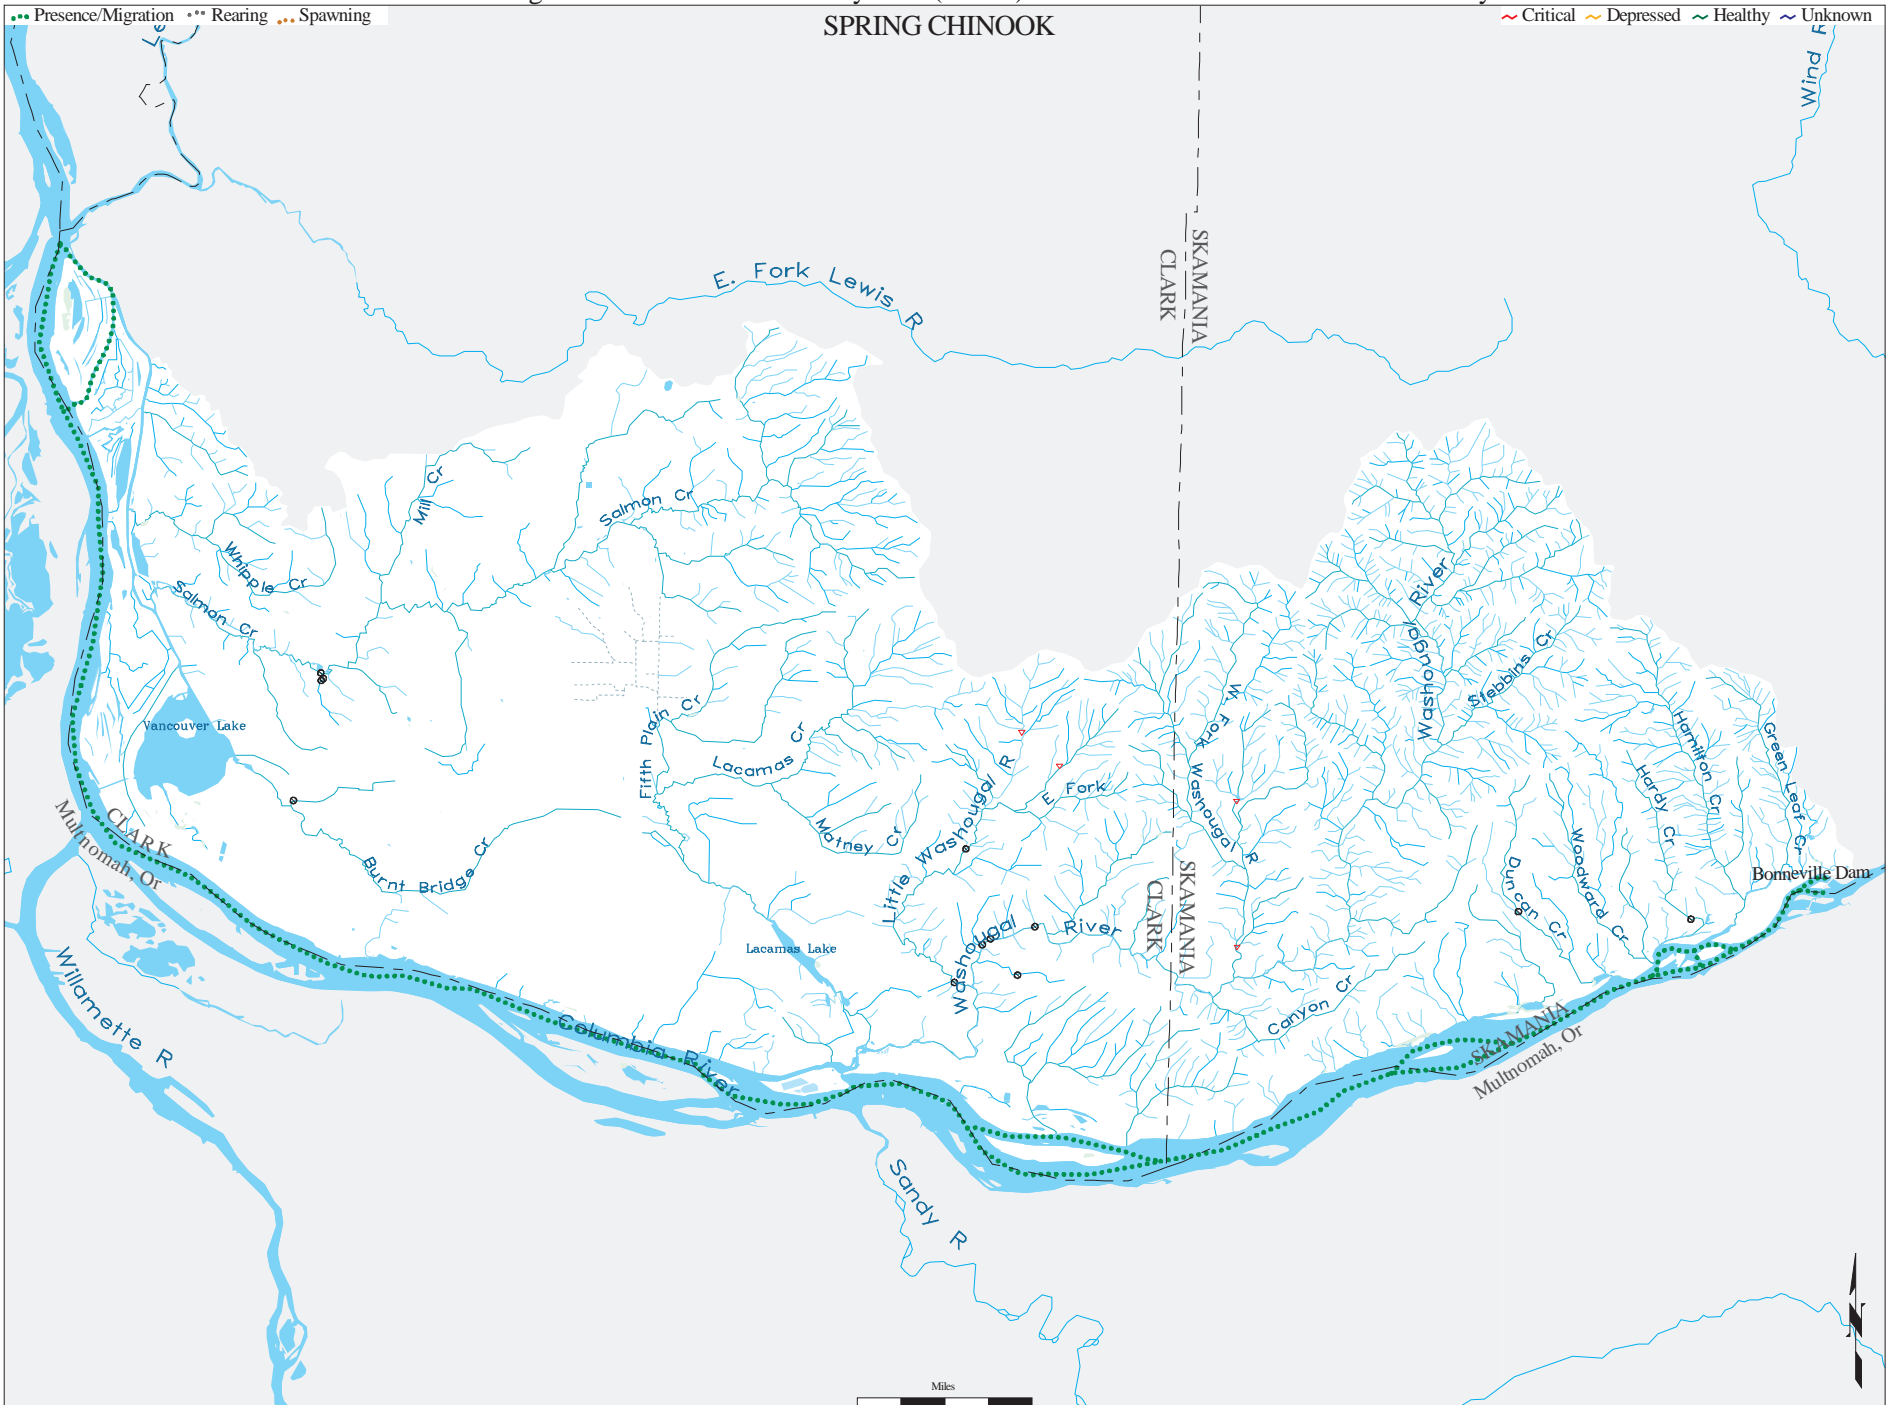 Presence/Migration Rearing Spawning
SPRING CHINOOK
Critical Depressed Healthy Unknown
Wind R
E. Fork Lewis R
SKAMANIA
CLARK
Mill Cr
Salmon Cr
Whipple Cr
Salmon Cr
Vancouver Lake
Fifth Plain Cr
Lacamas Cr
Matney Cr
Burnt Bridge Cr
Little Washougal R
E Fork
W Fork Washougal R
Washougal River
Stebbins Cr
Hamilton Cr
Hardy Cr
Green Leaf Cr
Woodward Cr
Duncan Cr
Bonneville Dam
CLARK
Multnomah, Or
SKAMANIA
CLARK
Washougal River
Lacamas Lake
Canyon Cr
Willamette R
Columbia River
SKAMANIA
Multnomah, Or
Sandy R
N
Miles